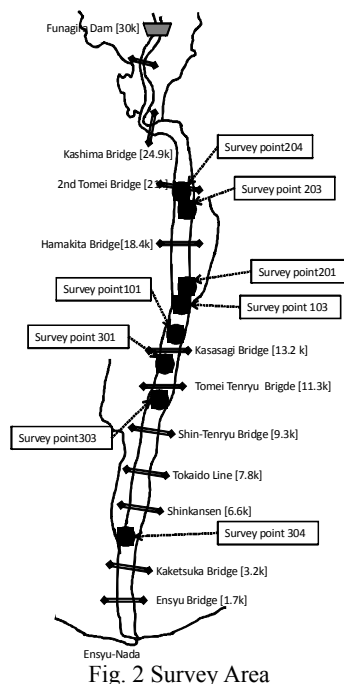 Funagira Dam [30k]
Kashima Bridge [24.9k]
Survey point204
2nd Tomei Bridge [21
Survey point 203
Hamakita Bridge[18.4k]
Survey point201
Survey point101
Survey point 103
Survey point 301
Kasasagi Bridge [13.2 k]
Tomei Tenryu Brigde [11.3k]
Survey point303
Shin-Tenryu Bridge [9.3k]
Tokaido Line [7.8k]
Shinkansen [6.6k]
Survey point 304
Kaketsuka Bridge [3.2k]
Ensyu Bridge [1.7k]
Ensyu-Nada
Fig. 2 Survey Area